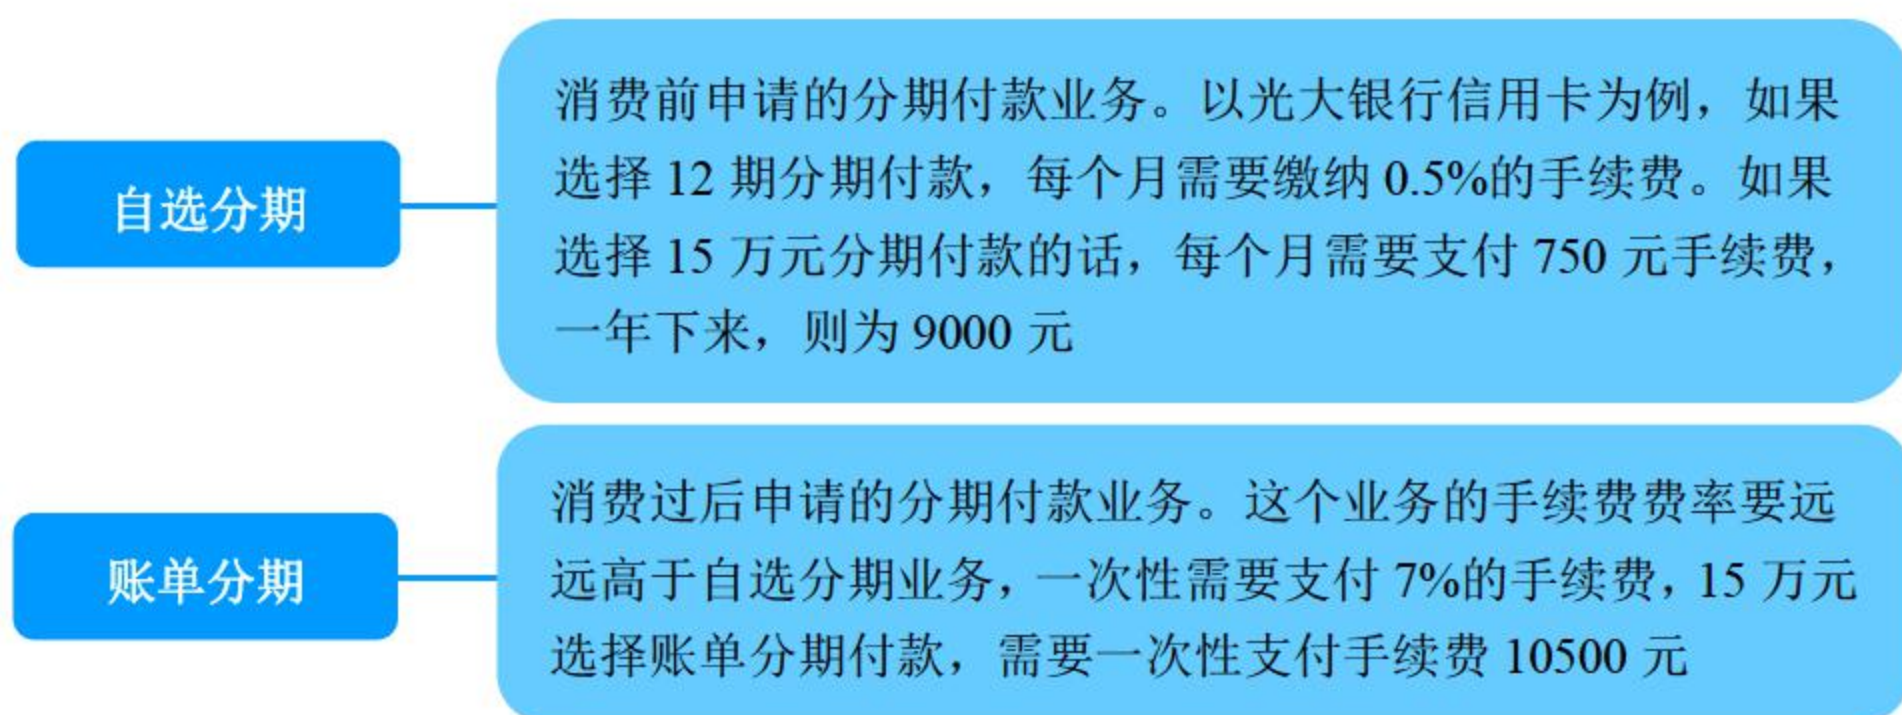 自选分期
消费前申请的分期付款业务。以光大银行信用卡为例，如果
选择 12 期分期付款，每个月需要缴纳 0.5%的手续费。如果
选择 15 万元分期付款的话，每个月需要支付 750 元手续费，
一年下来，则为 9000 元
账单分期
消费过后申请的分期付款业务。这个业务的手续费费率要远
远高于自选分期业务，一次性需要支付 7%的手续费，15 万元
选择账单分期付款，需要一次性支付手续费 10500 元